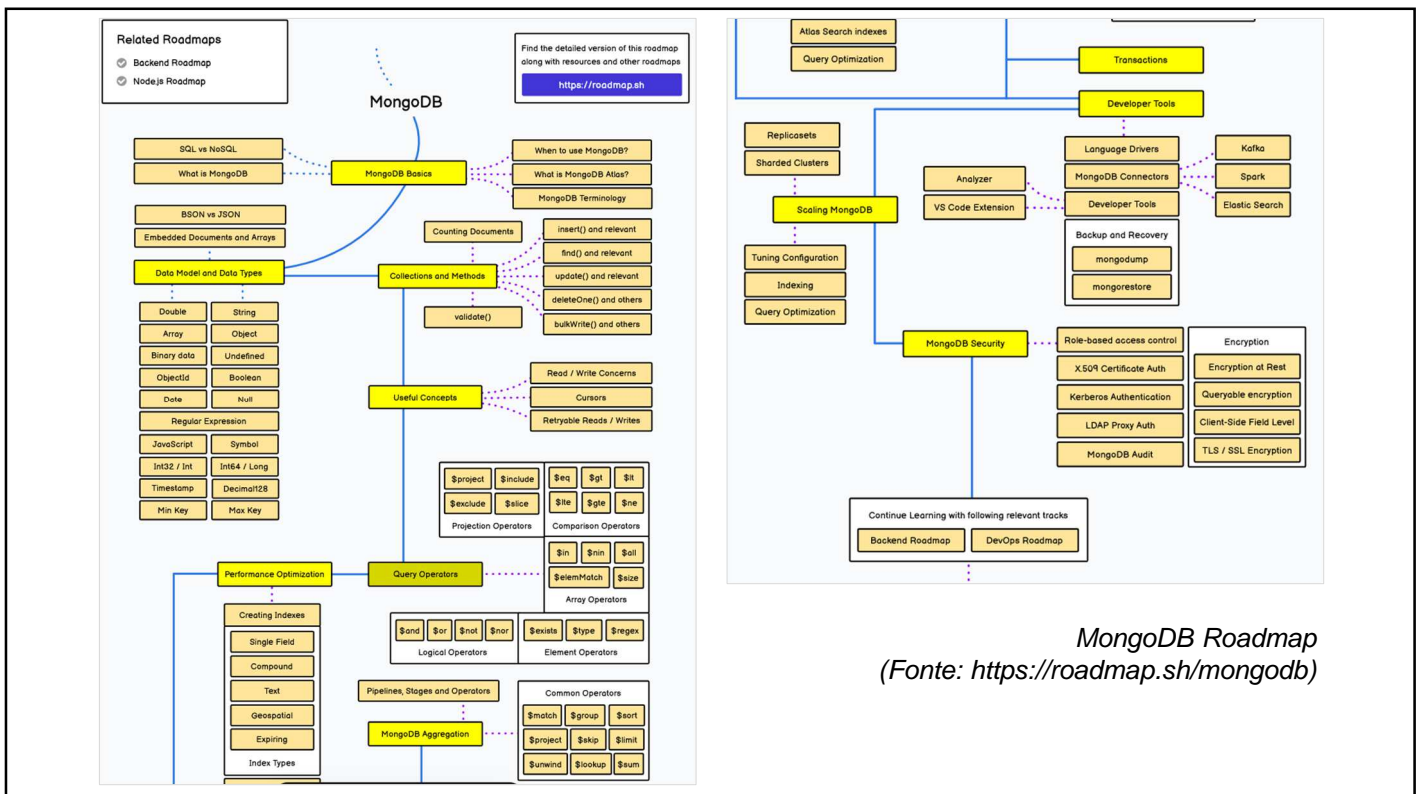 Related Roadmaps
Backend Roadmap
Node.js Roadmap
Find the detailed version of this roadmap
along with resources and other roadmaps
https://roadmap.sh
MongoDB
SQL vs NoSQL
What is MongoDB
MongoDB Basics
When to use MongoDB?
What is MongoDB Atlas?
MongoDB Terminology
BSON vs JSON
Embedded Documents and Arrays
Data Model and Data Types
Double
String
Array
Object
Binary data
Undefined
ObjectId
Boolean
Date
Null
Regular Expression
JavaScript
Symbol
Int32 / Int
Int64 / Long
Timestamp
Decimal128
Min Key
Max Key
Counting Documents
Collections and Methods
validate()
insert() and relevant
find() and relevant
update() and relevant
deleteOne() and others
bulkWrite() and others
Useful Concepts
Read / Write Concerns
Cursors
Retryable Reads / Writes
$project
$include
$exclude
$slice
Projection Operators
$eq
$gt
$lt
$lte
$gte
$ne
Comparison Operators
$in
$nin
$all
$elemMatch
$size
Array Operators
Performance Optimization
Query Operators
$and
$or
$not
$nor
Logical Operators
$exists
$type
$regex
Element Operators
Creating Indexes
Single Field
Compound
Text
Geospatial
Expiring
Index Types
Pipelines, Stages and Operators
MongoDB Aggregation
Common Operators
$match
$group
$sort
$project
$skip
$limit
$unwind
$lookup
$sum
Atlas Search indexes
Query Optimization
Transactions
Developer Tools
Replicasets
Sharded Clusters
Scaling MongoDB
Tuning Configuration
Indexing
Query Optimization
Language Drivers
MongoDB Connectors
Developer Tools
Kafka
Spark
Elastic Search
Analyzer
VS Code Extension
Backup and Recovery
mongodump
mongorestore
MongoDB Security
Role-based access control
X.509 Certificate Auth
Kerberos Authentication
LDAP Proxy Auth
MongoDB Audit
Encryption
Encryption at Rest
Queryable encryption
Client-Side Field Level
TLS / SSL Encryption
Continue Learning with following relevant tracks
Backend Roadmap
DevOps Roadmap
MongoDB Roadmap
(Fonte: https://roadmap.sh/mongodb)